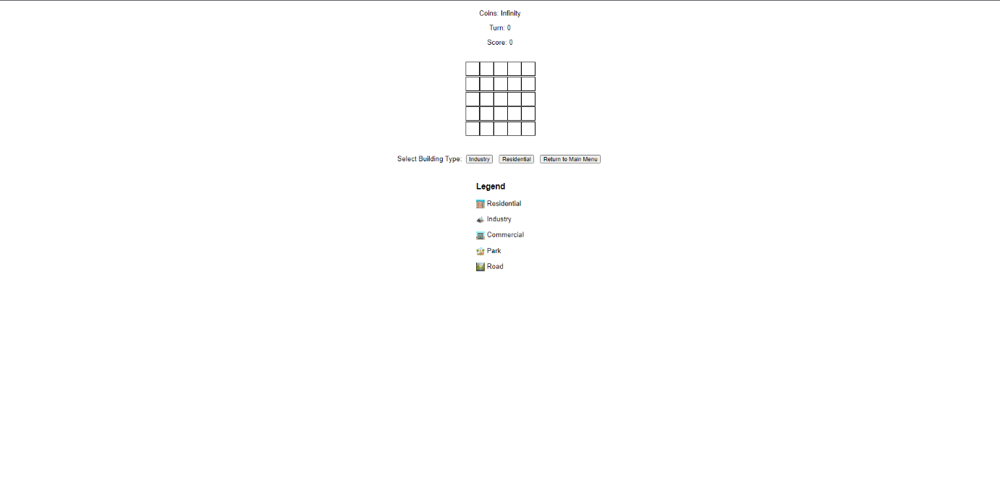 Coins: Infinity
Turn: 0
Score: 0
Select Building Type: Industry Residential Return to Main Menu
Legend
Residential
Industry
Commercial
Park
Road